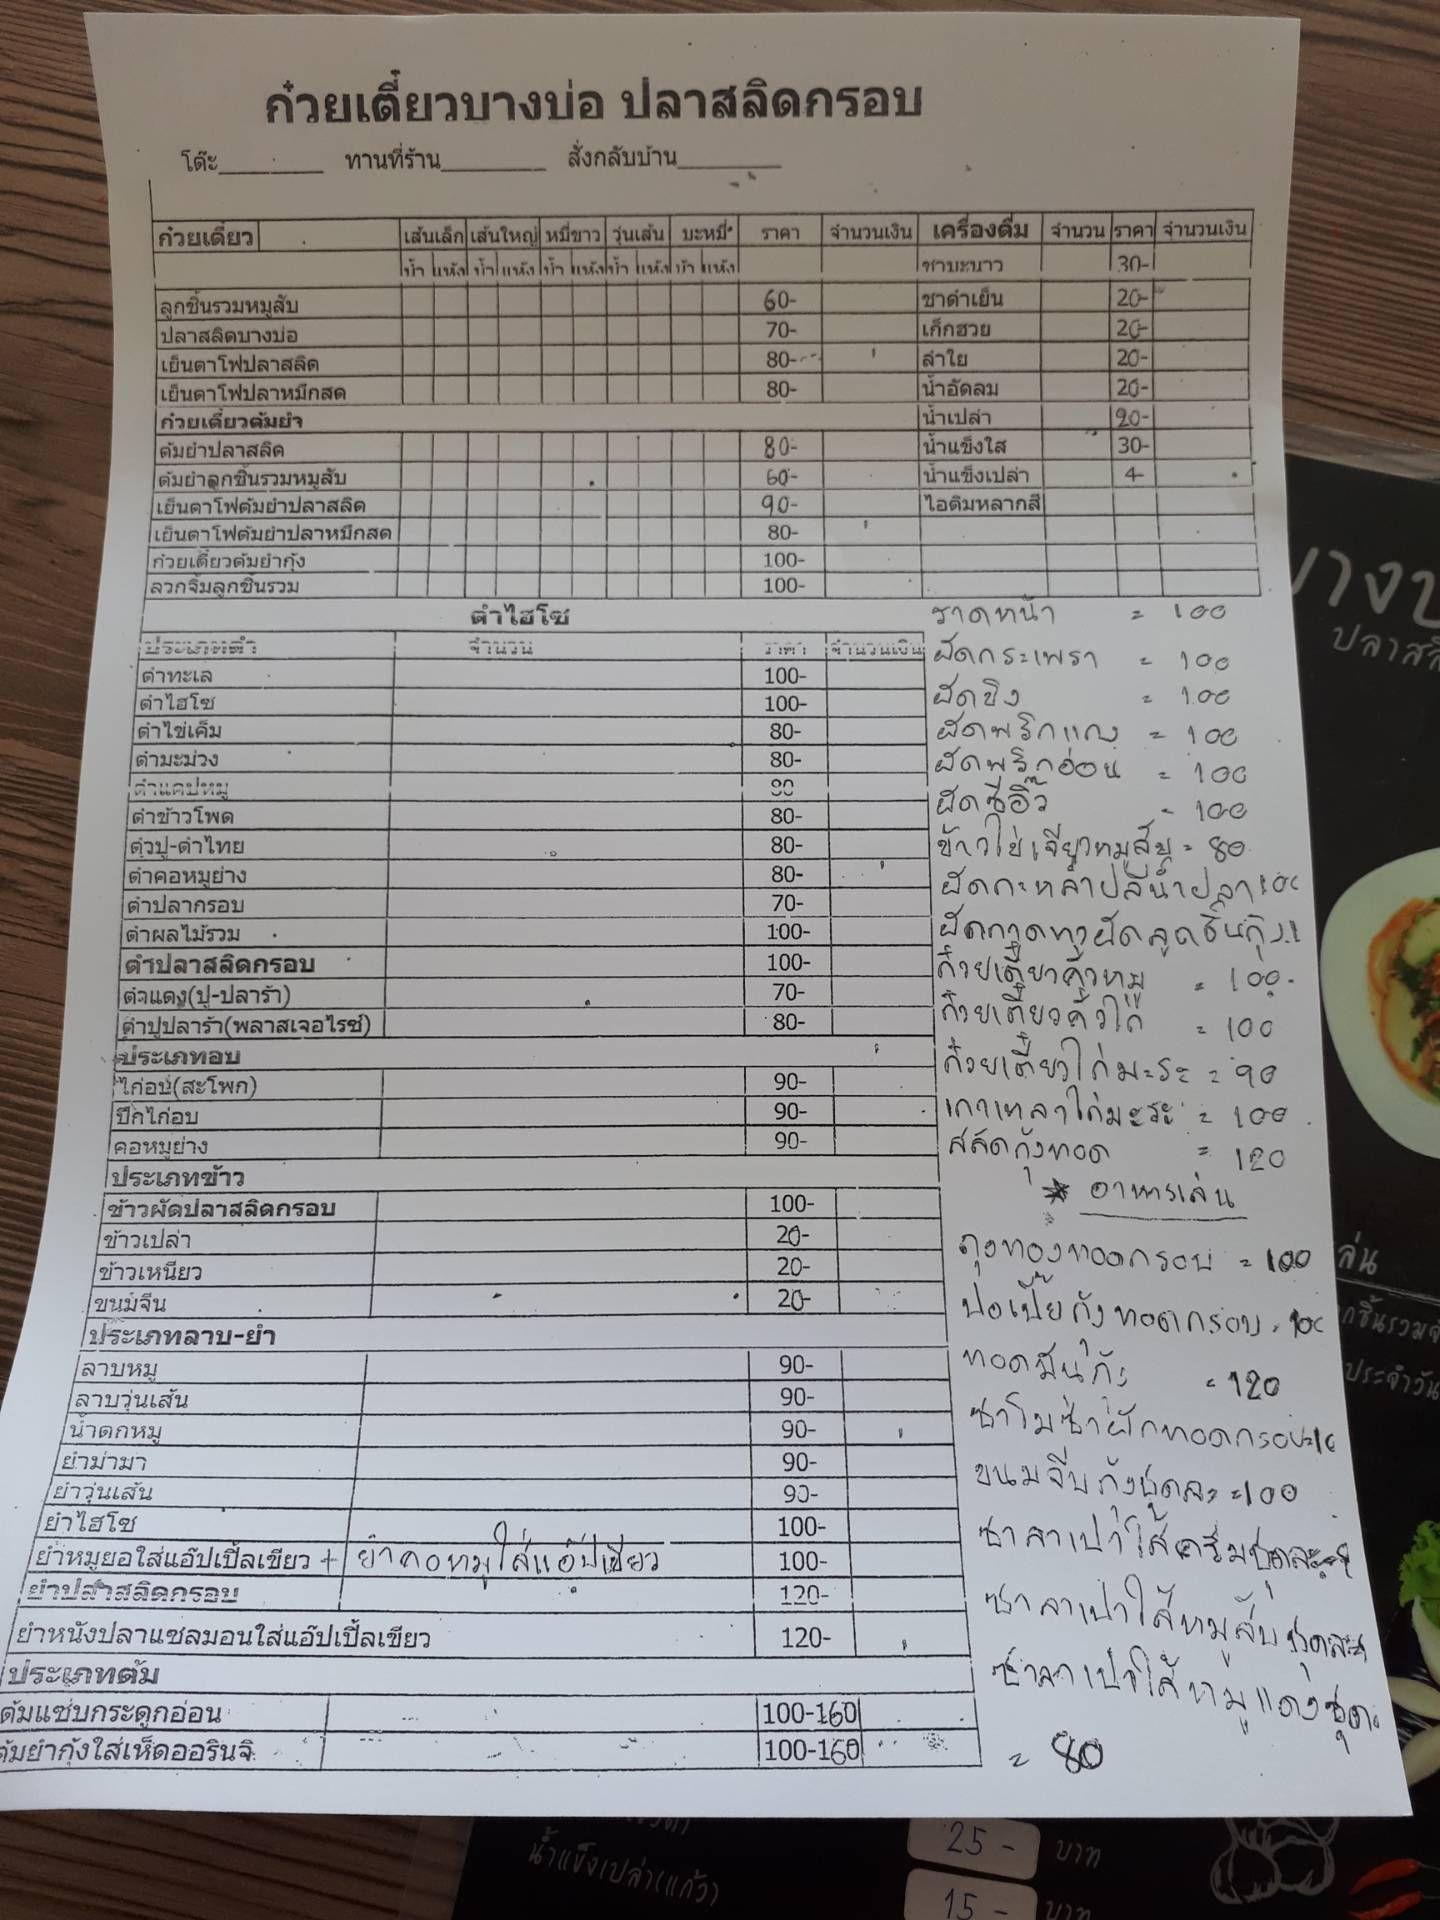 ก๋วยเตี๋ยวบางบ่อ ปลาสลิดกรอบ
โต๊ะ________ ทานที่ร้าน________ สั่งกลับบ้าน________
ก๋วยเตี๋ยว เส้นเล็ก เส้นใหญ่ หมี่ขาว วุ่นเส้น บะหมี่ ราคา จำนวนเงิน เครื่องดื่ม จำนวน ราคา จำนวนเงิน
น้ำ แห้ง น้ำ แห้ง น้ำ แห้ง น้ำ แห้ง น้ำ แห้ง ชามะนาว 30-
ลูกชิ้นรวมหมูสับ 60- ชาดำเย็น 20-
ปลาสลิดบางบ่อ 70- เก็กฮวย 20-
เย็นตาโฟปลาสลิด 80- ลำใย 20-
เย็นตาโฟปลาหมึกสด 80- น้ำอัดลม 20-
ก๋วยเตี๋ยวต้มยำ น้ำเปล่า 20-
ต้มยำปลาสลิด 80- น้ำแข็งใส 30-
ต้มยำลูกชิ้นรวมหมูสับ 60- น้ำแข็งเปล่า 4-
เย็นตาโฟต้มยำปลาสลิด 90- ไอติมหลากสี
เย็นตาโฟต้มยำปลาหมึกสด 80-
ก๋วยเตี๋ยวต้มยำกุ้ง 100-
ลวกจิ้มลูกชิ้นรวม 100-
ตำไฮโซ
ประเภทตำ จำนวน ราคา จำนวนเงิน
ตำทะเล 100-
ตำไฮโซ 100-
ตำไข่เค็ม 80-
ตำมะม่วง 80-
ตำแคปหมู 80
ตำข้าวโพด 80-
ตั่วปู-ตำไทย 80-
ตำคอหมูย่าง 80-
ตำปลากรอบ 70-
ตำผลไม้รวม 100-
ตำปลาสลิดกรอบ 100-
ตำแดง(ปู-ปลาร้า) 70-
ตำปูปลาร้า(พลาสเจอไรซ์) 80-
ประเภทอบ
ไก่อบ(สะโพก) 90-
ปีกไก่อบ 90-
คอหมูย่าง 90-
ประเภทข้าว
ข้าวผัดปลาสลิดกรอบ 100-
ข้าวเปล่า 20-
ข้าวเหนียว 20-
ขนมจีน 20-
ประเภทลาบ-ยำ
ลาบหมู 90-
ลาบวุ่นเส้น 90-
น้ำตกหมู 90-
ยำม่ามา 90-
ยำวุ่นเส้น 90-
ยำไฮโซ 100-
ยำหมูยอใส่แอ๊ปเปิ้ลเขียว + ยำคอหมูใส่แอ๊ปเขียว 100-
ยำปลาสลิดกรอบ 120-
ยำหนังปลาแซลมอนใส่แอ๊ปเปิ้ลเขียว 120-
ประเภทต้ม
ต้มแซ่บกระดูกอ่อน 100-160
ต้มยำกุ้งใส่เห็ดออรินจิ 100-160
ราดหน้า = 100
ผัดกระเพรา = 100
ผัดขิง = 100
ผัดพริกแกง = 100
ผัดพริกอ่อน = 100
ผัดซีอิ๊ว = 100
ข้าวไข่เจียวหมูสับ = 80
ผัดกะหล่ำปลีน้ำปลา
ผัดกวางตุ้ง
ก๋วยเตี๋ยวคั่วหมู = 100-
ก๋วยเตี๋ยวคั่วไก่ = 100
ก๋วยเตี๋ยวไก่มะระ = 90
เกาเหลาไก่มะระ = 100
สลัดกุ้งทอด = 120
* อาหารเล่น
ถุงทองทอดกรอบ = 100
ปอเปี๊ยกุ้งทอดกรอบ
ทอดมันกุ้ง = 120
ซาโมซ่าผักทอดกรอบ
ขนมจีบกุ้งชุดละ = 100
ซาลาเปาไส้ครีมชุดละ
ซาลาเปาไส้หมูสับชุดละ
ซาลาเปาไส้หมูแดงชุด
= 80
ปลาสลิ
ล่น
กชิ้นรวมจ
ประจำวัน
25 - บาท
น้ำแข็งเปล่า(แก้ว) 15 - บาท